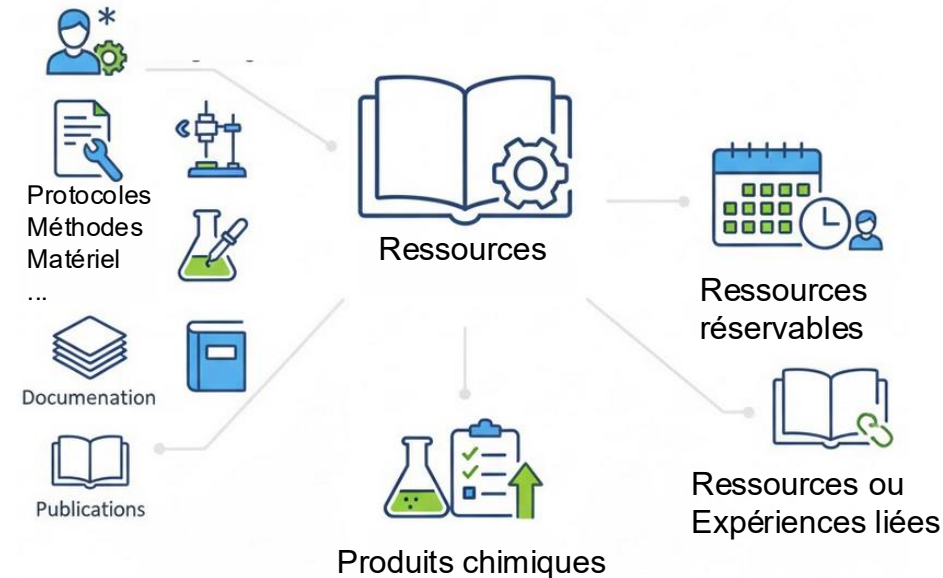 Protocoles
Méthodes
Matériel
...
Documenation
Publications
Ressources
Ressources
réservables
Ressources ou
Expériences liées
Produits chimiques